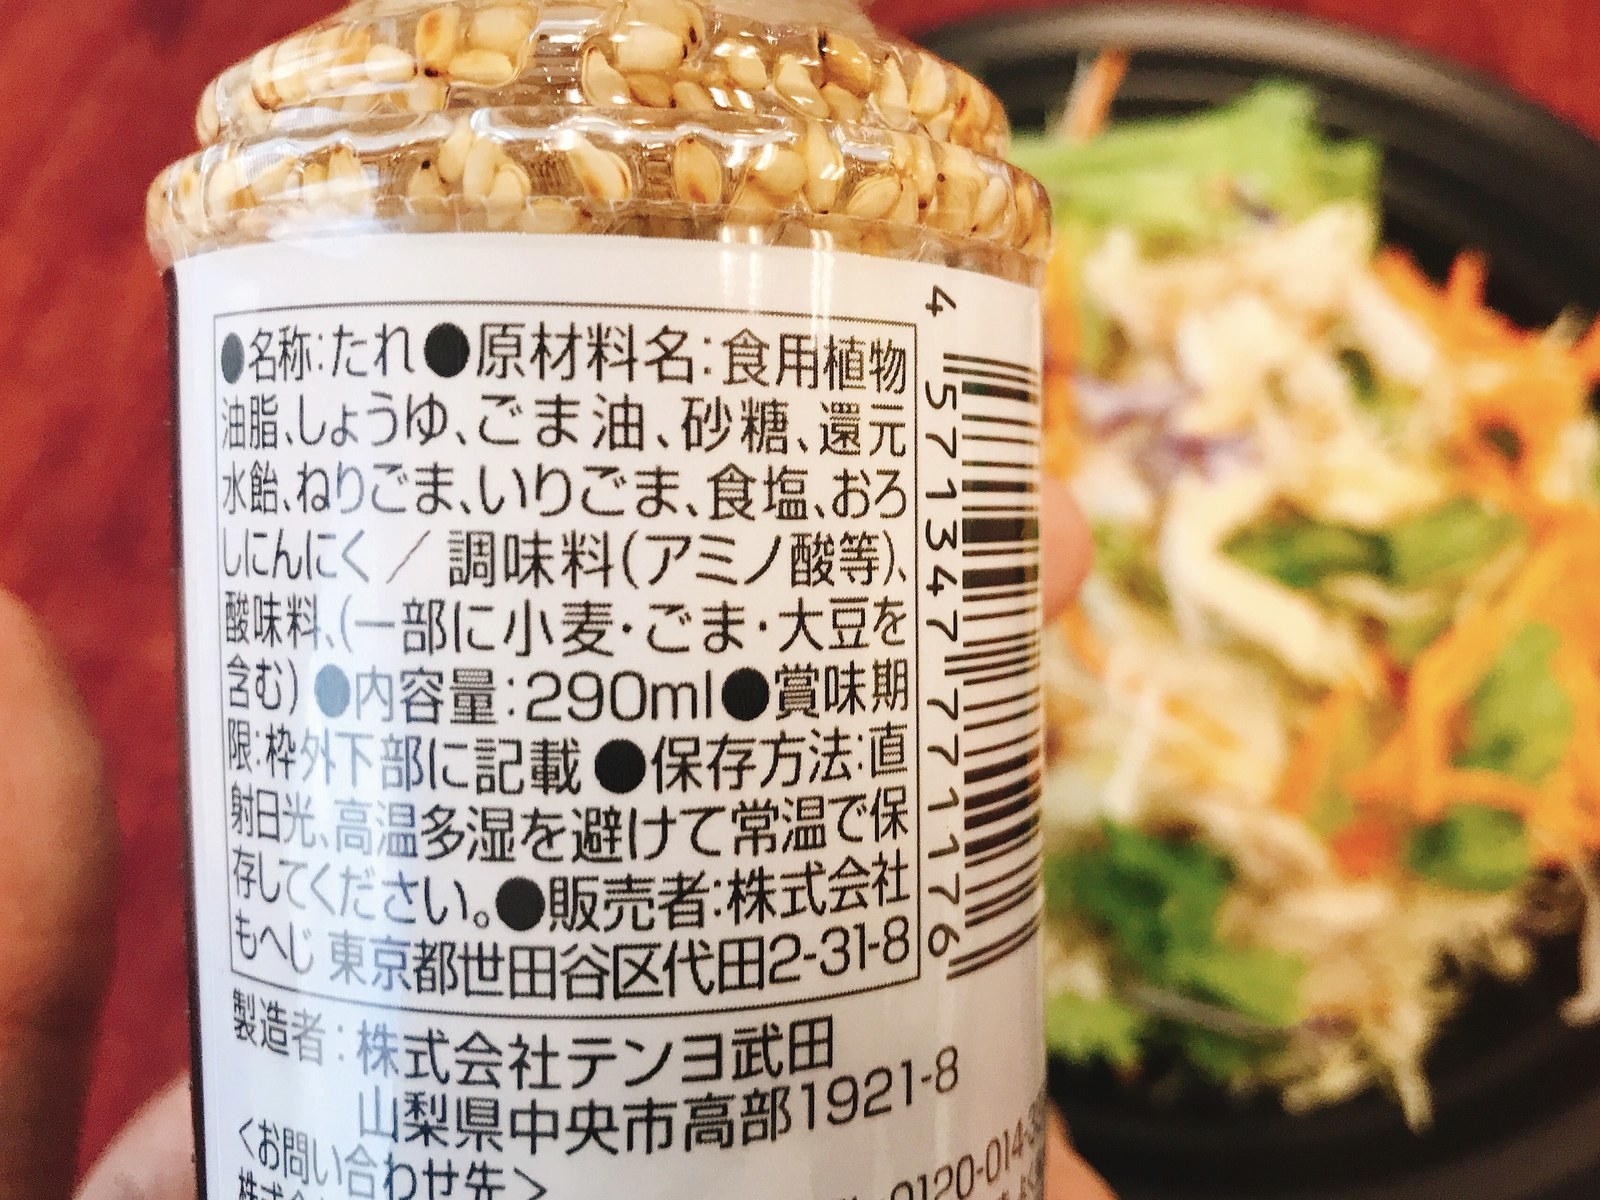 ●名称:たれ●原材料名:食用植物
油脂、しょうゆ、ごま油、砂糖、還元
水飴、ねりごま、いりごま、食塩、おろ
しにんにく／調味料(アミノ酸等)、
酸味料、(一部に小麦・ごま・大豆を
含む)●内容量:290ml●賞味期
限:枠外下部に記載●保存方法:直
射日光、高温多湿を避けて常温で保
存してください。●販売者:株式会社
もへじ 東京都世田谷区代田2-31-8
製造者:株式会社テンヨ武田
山梨県中央市高部1921-8
<お問い合わせ先>
0120-014-3
4571347771176